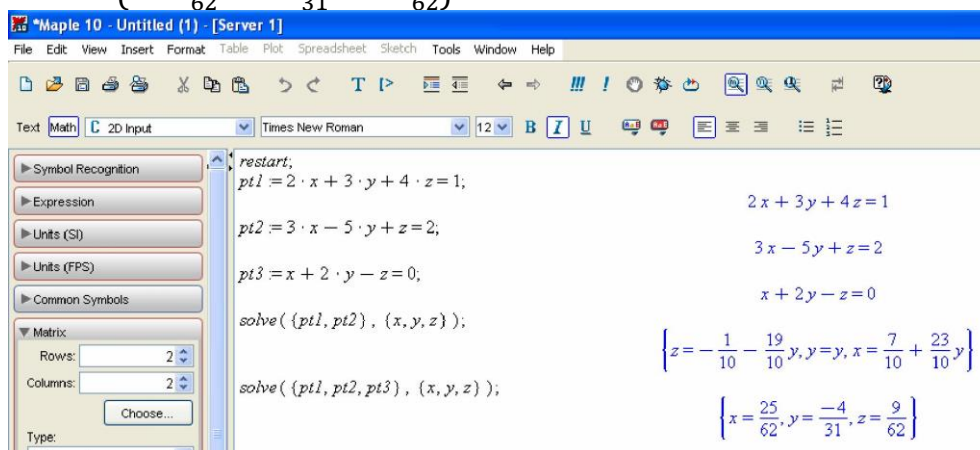 62 31 62
*Maple 10 - Untitled (1) - [Server 1]
File Edit View Insert Format Table Plot Spreadsheet Sketch Tools Window Help
Text Math C 2D Input Times New Roman 12 B I U
Symbol Recognition
Expression
Units (SI)
Units (FPS)
Common Symbols
Matrix
Rows: 2
Columns: 2
Choose...
Type:
restart;
pt1 := 2 · x + 3 · y + 4 · z = 1;
2 x + 3 y + 4 z = 1
pt2 := 3 · x − 5 · y + z = 2;
3 x − 5 y + z = 2
pt3 := x + 2 · y − z = 0;
x + 2 y − z = 0
solve( {pt1, pt2} , {x, y, z} );
{z = − 1/10 − 19/10 y, y = y, x = 7/10 + 23/10 y}
solve( {pt1, pt2, pt3} , {x, y, z} );
{x = 25/62, y = −4/31, z = 9/62}